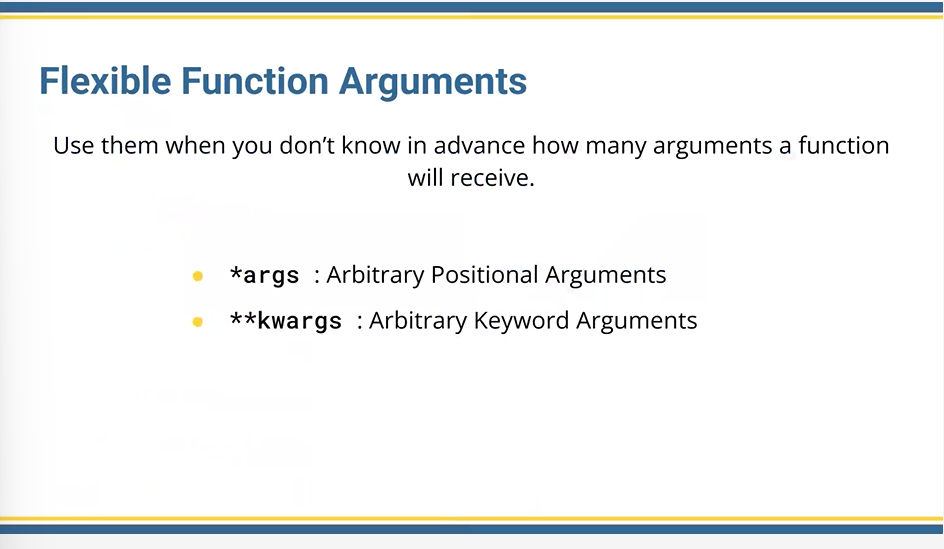 Flexible Function Arguments
Use them when you don’t know in advance how many arguments a function
will receive.
*args : Arbitrary Positional Arguments
**kwargs : Arbitrary Keyword Arguments